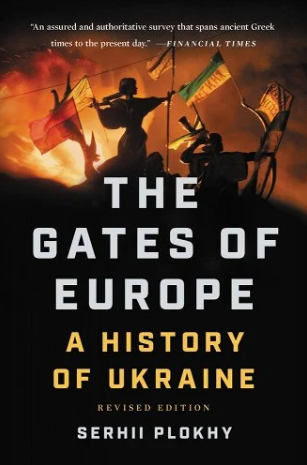 “An assured and authoritative survey that spans ancient Greek
times to the present day.” —FINANCIAL TIMES
THE
GATES OF
EUROPE
A HISTORY
OF UKRAINE
REVISED EDITION
SERHII PLOKHY